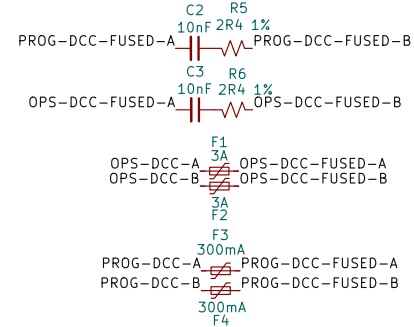 C2 R5
10nF 2R4 1%
PROG-DCC-FUSED-A PROG-DCC-FUSED-B
C3 R6
10nF 2R4 1%
OPS-DCC-FUSED-A OPS-DCC-FUSED-B
F1
3A
OPS-DCC-A OPS-DCC-FUSED-A
OPS-DCC-B OPS-DCC-FUSED-B
3A
F2
F3
300mA
PROG-DCC-A PROG-DCC-FUSED-A
PROG-DCC-B PROG-DCC-FUSED-B
300mA
F4